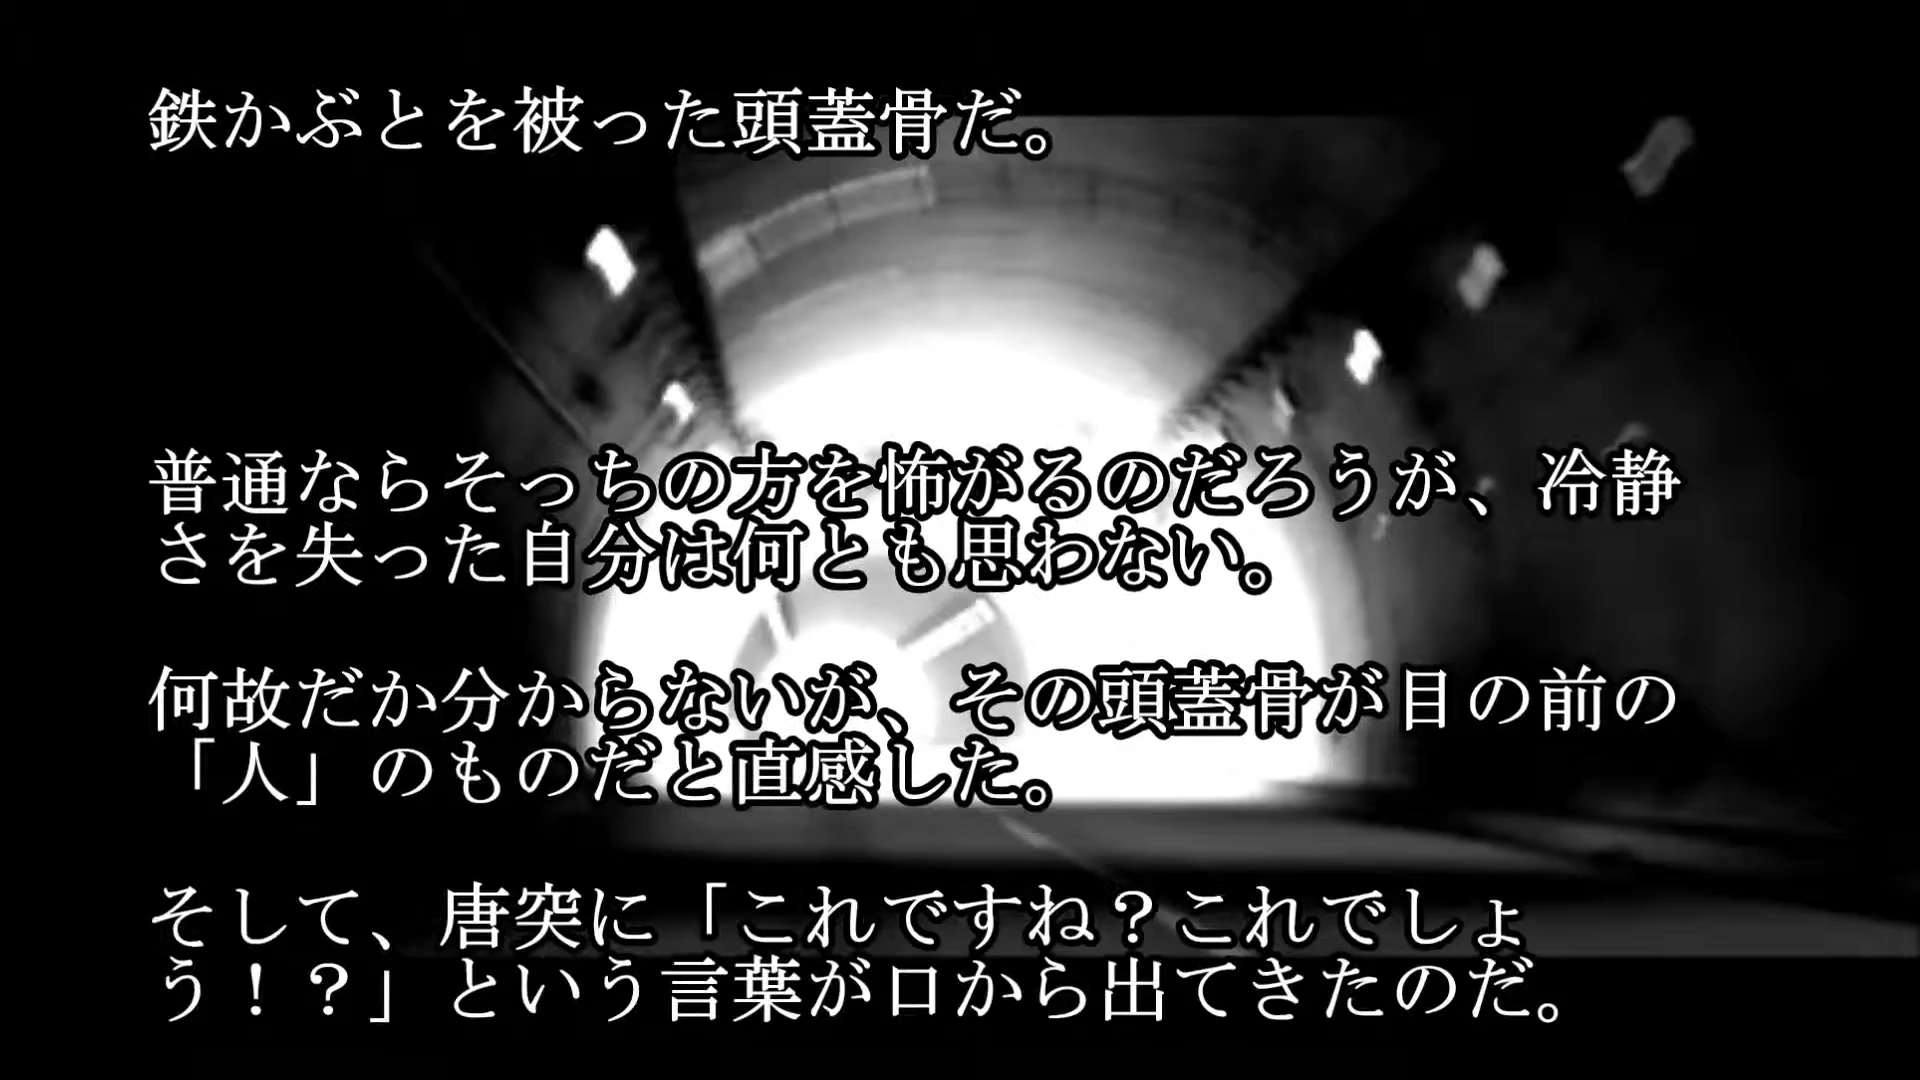 鉄かぶとを被った頭蓋骨だ。
普通ならそっちの方を怖がるのだろうが、冷静
さを失った自分は何とも思わない。
何故だか分からないが、その頭蓋骨が目の前の
「人」のものだと直感した。
そして、唐突に「これですね？これでしょ
う！？」という言葉が口から出てきたのだ。